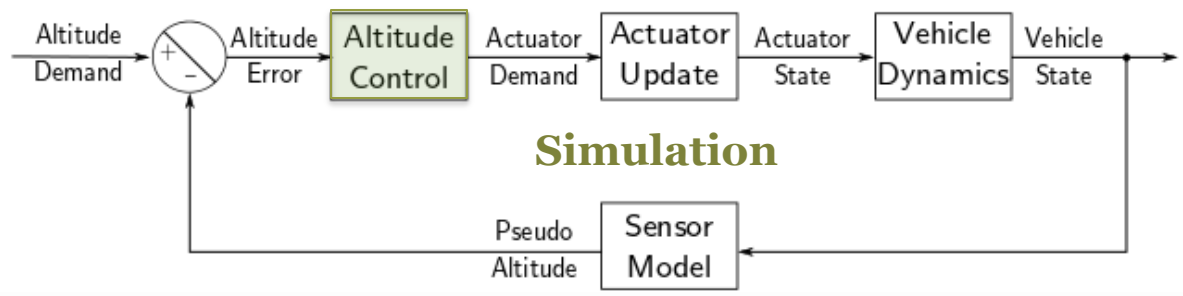 Altitude
Demand
+
−
Altitude
Error
Altitude
Control
Actuator
Demand
Actuator
Update
Actuator
State
Vehicle
Dynamics
Vehicle
State
Simulation
Pseudo
Altitude
Sensor
Model